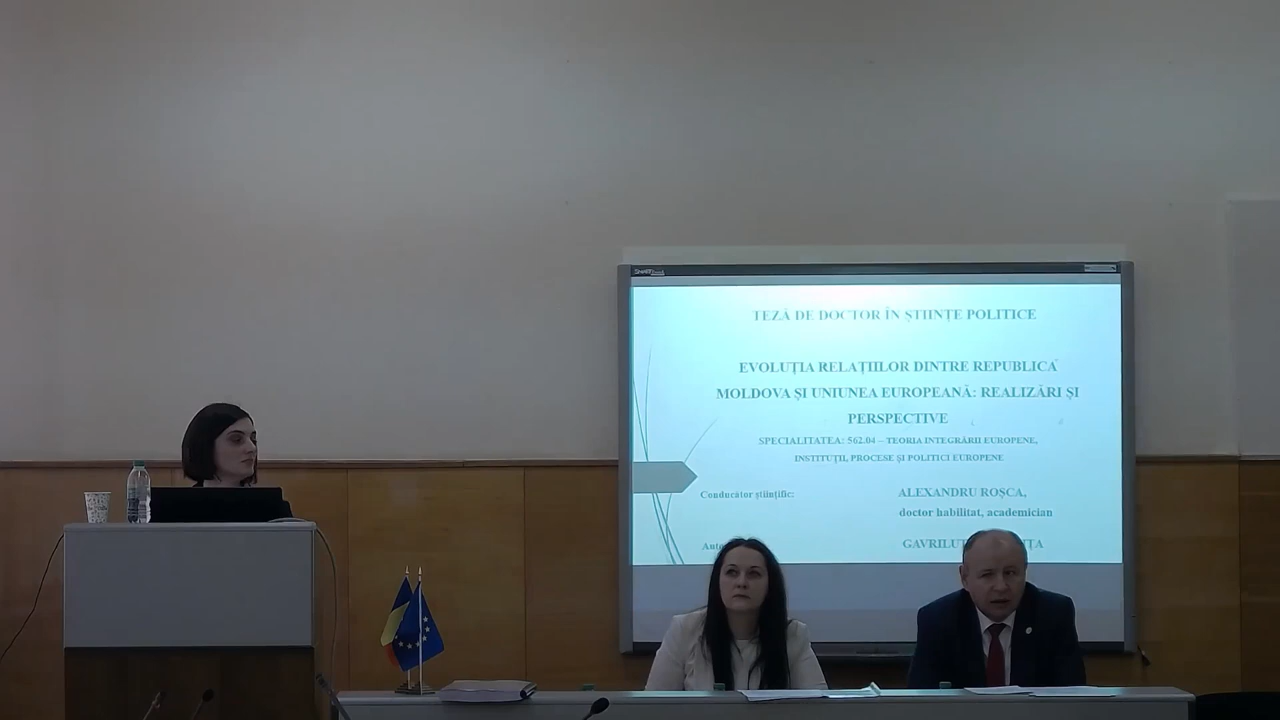 TEZĂ DE DOCTOR ÎN ȘTIINȚE POLITICE
EVOLUȚIA RELAȚIILOR DINTRE REPUBLICA
MOLDOVA ȘI UNIUNEA EUROPEANĂ: REALIZĂRI ȘI
PERSPECTIVE
SPECIALITATEA: 562.04 – TEORIA INTEGRĂRII EUROPENE,
INSTITUȚII, PROCESE ȘI POLITICI EUROPENE
Conducător științific: ALEXANDRU ROȘCA,
doctor habilitat, academician